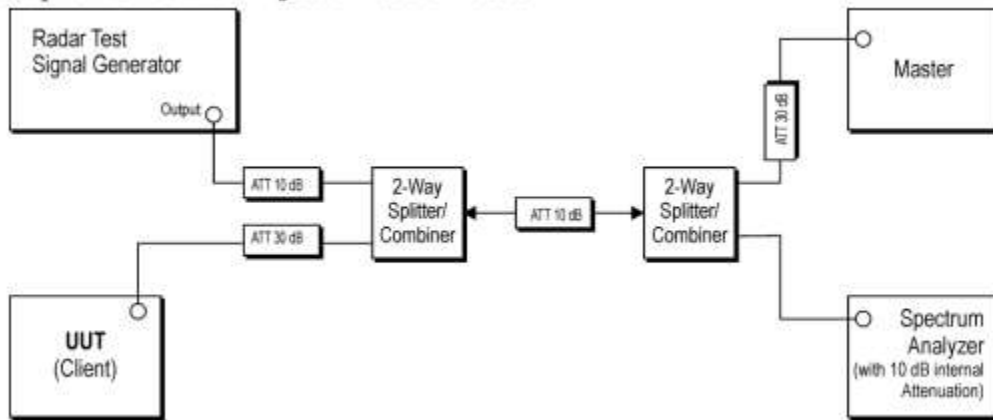 Radar Test
Signal Generator
Output
ATT 10 dB
ATT 30 dB
2-Way
Splitter/
Combiner
ATT 10 dB
2-Way
Splitter/
Combiner
ATT 30 dB
Master
UUT
(Client)
Spectrum
Analyzer
(with 10 dB internal
Attenuation)